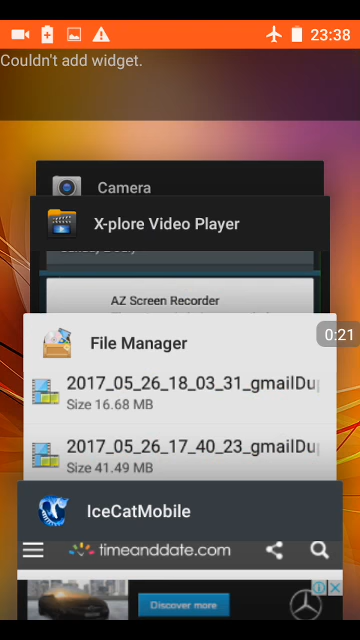 23:38
Couldn't add widget.
Camera
X-plore Video Player
AZ Screen Recorder
0:21
File Manager
2017_05_26_18_03_31_gmailDu
Size 16.68 MB
2017_05_26_17_40_23_gmailDu
Size 41.49 MB
IceCatMobile
timeanddate.com
Discover more